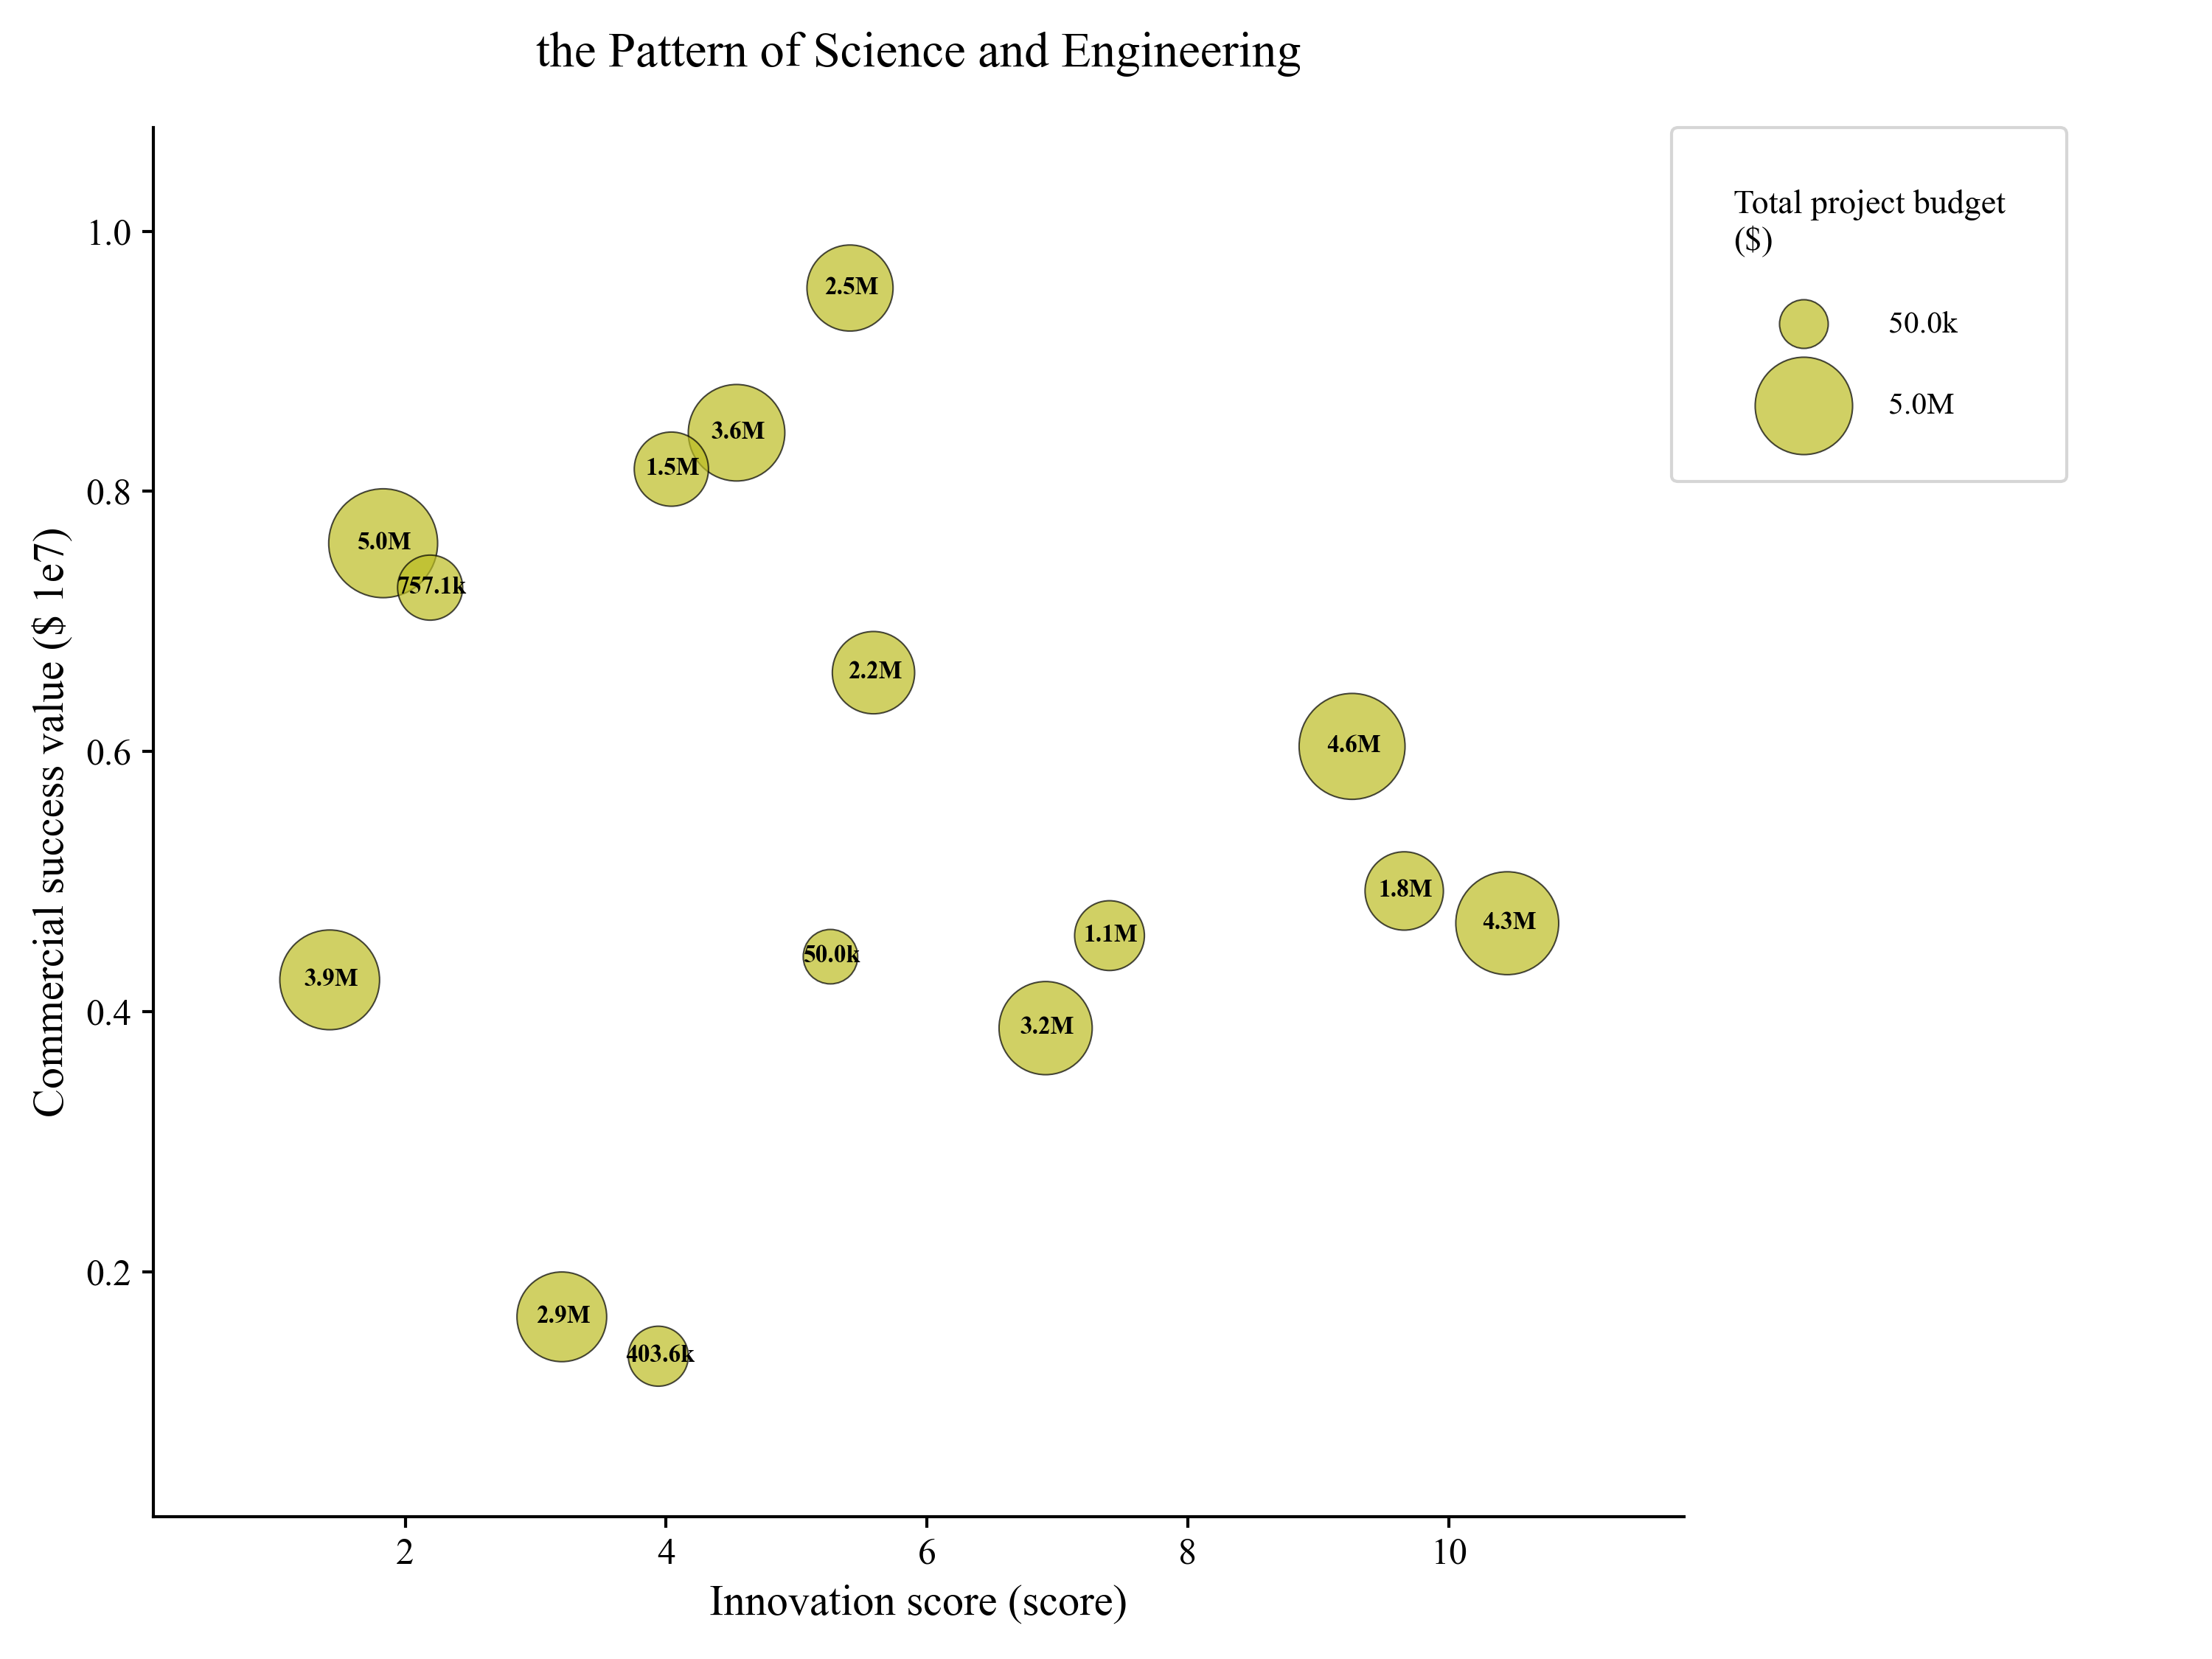 the Pattern of Science and Engineering
Total project budget
($)
50.0k
5.0M
Commercial success value ($ 1e7)
1.0
0.8
0.6
0.4
0.2
2.5M
3.6M
1.5M
5.0M
757.1k
2.2M
4.6M
1.8M
4.3M
1.1M
50.0k
3.9M
3.2M
2.9M
403.6k
2 4 6 8 10
Innovation score (score)